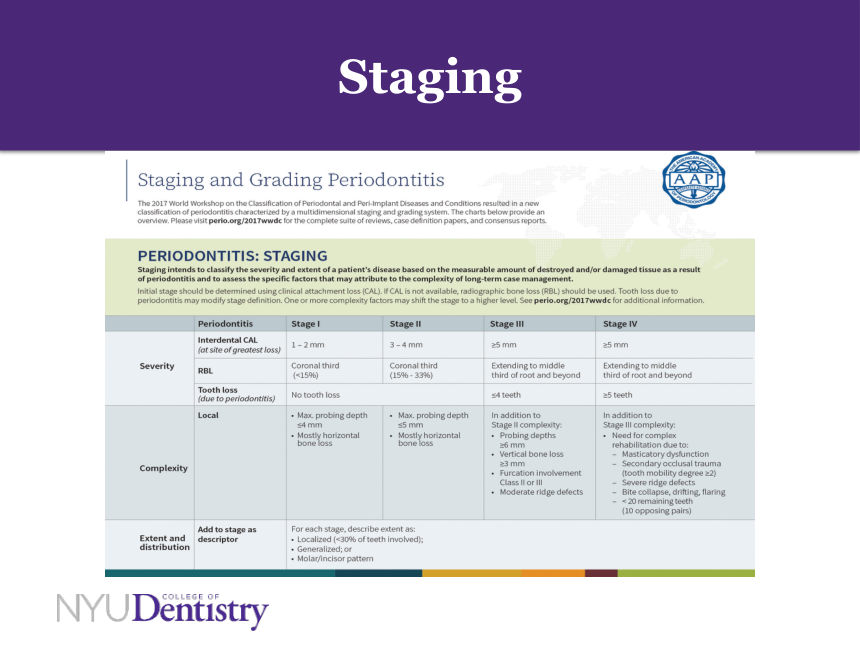 Staging
Staging and Grading Periodontitis
The 2017 World Workshop on the Classification of Periodontal and Peri-Implant Diseases and Conditions resulted in a new
classification of periodontitis characterized by a multidimensional staging and grading system. The charts below provide an
overview. Please visit perio.org/2017wwdc for the complete suite of reviews, case definition papers, and consensus reports.
THE AMERICAN ACADEMY
AAP
OF PERIODONTOLOGY
PERIODONTITIS: STAGING
Staging intends to classify the severity and extent of a patient's disease based on the measurable amount of destroyed and/or damaged tissue as a result
of periodontitis and to assess the specific factors that may attribute to the complexity of long-term case management.
Initial stage should be determined using clinical attachment loss (CAL). If CAL is not available, radiographic bone loss (RBL) should be used. Tooth loss due to
periodontitis may modify stage definition. One or more complexity factors may shift the stage to a higher level. See perio.org/2017wwdc for additional information.
Periodontitis Stage I Stage II Stage III Stage IV
Severity
Interdental CAL
(at site of greatest loss)
1 – 2 mm
3 – 4 mm
≥5 mm
≥5 mm
RBL
Coronal third
(<15%)
Coronal third
(15% - 33%)
Extending to middle
third of root and beyond
Extending to middle
third of root and beyond
Tooth loss
(due to periodontitis)
No tooth loss
≤4 teeth
≥5 teeth
Complexity
Local
• Max. probing depth
≤4 mm
• Mostly horizontal
bone loss
• Max. probing depth
≤5 mm
• Mostly horizontal
bone loss
In addition to
Stage II complexity:
• Probing depths
≥6 mm
• Vertical bone loss
≥3 mm
• Furcation involvement
Class II or III
• Moderate ridge defects
In addition to
Stage III complexity:
• Need for complex
rehabilitation due to:
– Masticatory dysfunction
– Secondary occlusal trauma
(tooth mobility degree ≥2)
– Severe ridge defects
– Bite collapse, drifting, flaring
– < 20 remaining teeth
(10 opposing pairs)
Extent and
distribution
Add to stage as
descriptor
For each stage, describe extent as:
• Localized (<30% of teeth involved);
• Generalized; or
• Molar/incisor pattern
NYU COLLEGE OF
Dentistry